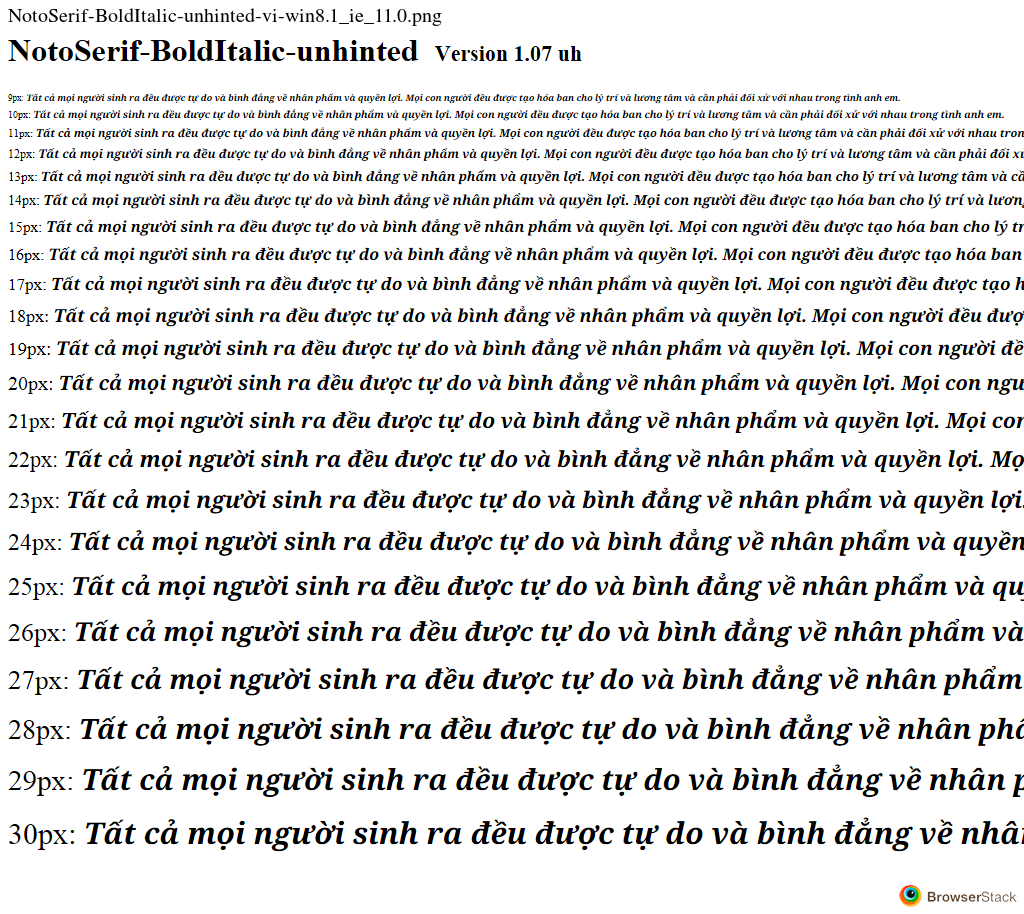 NotoSerif-BoldItalic-unhinted-vi-win8.1_ie_11.0.png
NotoSerif-BoldItalic-unhinted Version 1.07 uh
9px: Tất cả mọi người sinh ra đều được tự do và bình đẳng về nhân phẩm và quyền lợi. Mọi con người đều được tạo hóa ban cho lý trí và lương tâm và cần phải đối xử với nhau trong tình anh em.
10px: Tất cả mọi người sinh ra đều được tự do và bình đẳng về nhân phẩm và quyền lợi. Mọi con người đều được tạo hóa ban cho lý trí và lương tâm và cần phải đối xử với nhau trong tình anh em.
11px: Tất cả mọi người sinh ra đều được tự do và bình đẳng về nhân phẩm và quyền lợi. Mọi con người đều được tạo hóa ban cho lý trí và lương tâm và cần phải đối xử với nhau tron
12px: Tất cả mọi người sinh ra đều được tự do và bình đẳng về nhân phẩm và quyền lợi. Mọi con người đều được tạo hóa ban cho lý trí và lương tâm và cần phải đối x
13px: Tất cả mọi người sinh ra đều được tự do và bình đẳng về nhân phẩm và quyền lợi. Mọi con người đều được tạo hóa ban cho lý trí và lương tâm và cầ
14px: Tất cả mọi người sinh ra đều được tự do và bình đẳng về nhân phẩm và quyền lợi. Mọi con người đều được tạo hóa ban cho lý trí và lươn
15px: Tất cả mọi người sinh ra đều được tự do và bình đẳng về nhân phẩm và quyền lợi. Mọi con người đều được tạo hóa ban cho lý tr
16px: Tất cả mọi người sinh ra đều được tự do và bình đẳng về nhân phẩm và quyền lợi. Mọi con người đều được tạo hóa ban
17px: Tất cả mọi người sinh ra đều được tự do và bình đẳng về nhân phẩm và quyền lợi. Mọi con người đều được tạo h
18px: Tất cả mọi người sinh ra đều được tự do và bình đẳng về nhân phẩm và quyền lợi. Mọi con người đều đượ
19px: Tất cả mọi người sinh ra đều được tự do và bình đẳng về nhân phẩm và quyền lợi. Mọi con người đề
20px: Tất cả mọi người sinh ra đều được tự do và bình đẳng về nhân phẩm và quyền lợi. Mọi con ngư
21px: Tất cả mọi người sinh ra đều được tự do và bình đẳng về nhân phẩm và quyền lợi. Mọi con
22px: Tất cả mọi người sinh ra đều được tự do và bình đẳng về nhân phẩm và quyền lợi. Mọ
23px: Tất cả mọi người sinh ra đều được tự do và bình đẳng về nhân phẩm và quyền lợi.
24px: Tất cả mọi người sinh ra đều được tự do và bình đẳng về nhân phẩm và quyền
25px: Tất cả mọi người sinh ra đều được tự do và bình đẳng về nhân phẩm và qu
26px: Tất cả mọi người sinh ra đều được tự do và bình đẳng về nhân phẩm và
27px: Tất cả mọi người sinh ra đều được tự do và bình đẳng về nhân phẩm
28px: Tất cả mọi người sinh ra đều được tự do và bình đẳng về nhân phẩ
29px: Tất cả mọi người sinh ra đều được tự do và bình đẳng về nhân p
30px: Tất cả mọi người sinh ra đều được tự do và bình đẳng về nhân
BrowserStack